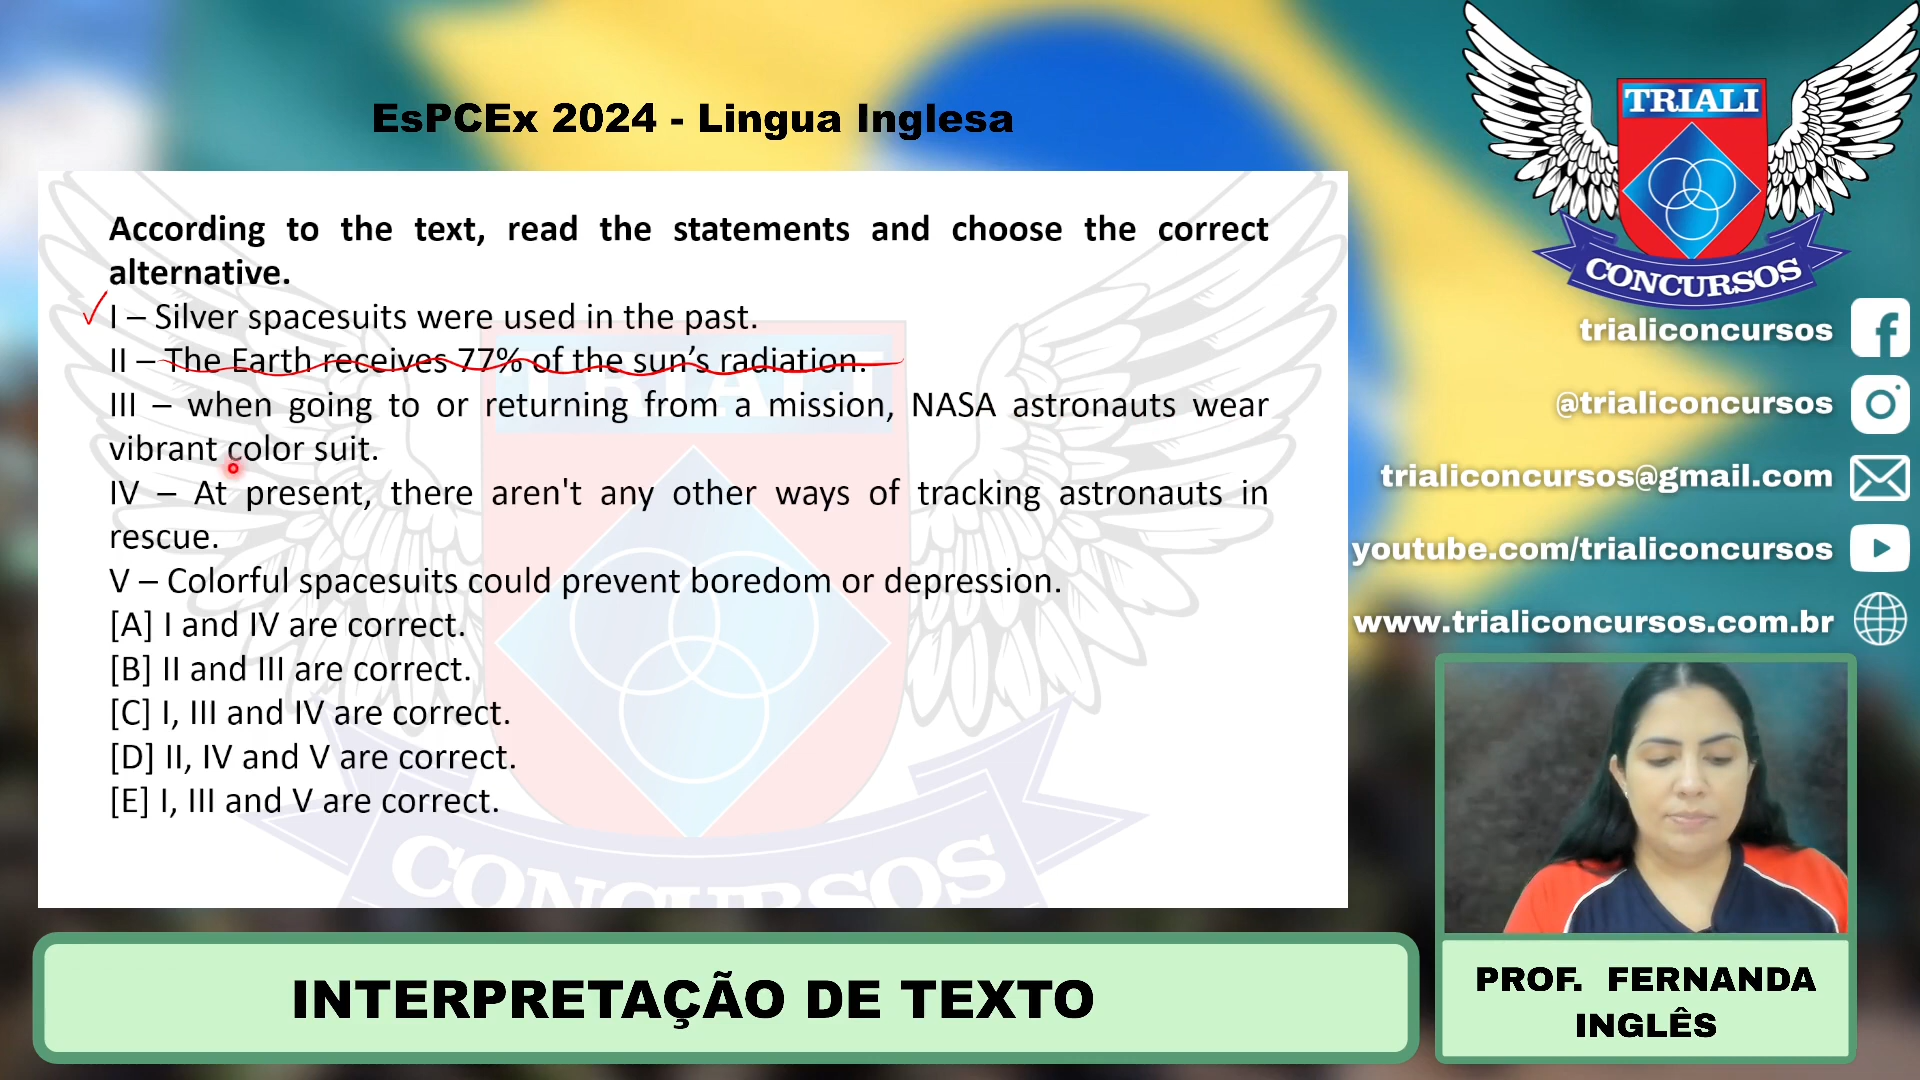 EsPCEx 2024 - Lingua Inglesa
According to the text, read the statements and choose the correct
alternative.
I – Silver spacesuits were used in the past.
II – The Earth receives 77% of the sun’s radiation.
III – when going to or returning from a mission, NASA astronauts wear
vibrant color suit.
IV – At present, there aren't any other ways of tracking astronauts in
rescue.
V – Colorful spacesuits could prevent boredom or depression.
[A] I and IV are correct.
[B] II and III are correct.
[C] I, III and IV are correct.
[D] II, IV and V are correct.
[E] I, III and V are correct.
TRIALI
CONCURSOS
INTERPRETAÇÃO DE TEXTO
TRIALI
CONCURSOS
trialiconcursos
@trialiconcursos
trialiconcursos@gmail.com
youtube.com/trialiconcursos
www.trialiconcursos.com.br
PROF. FERNANDA
INGLÊS